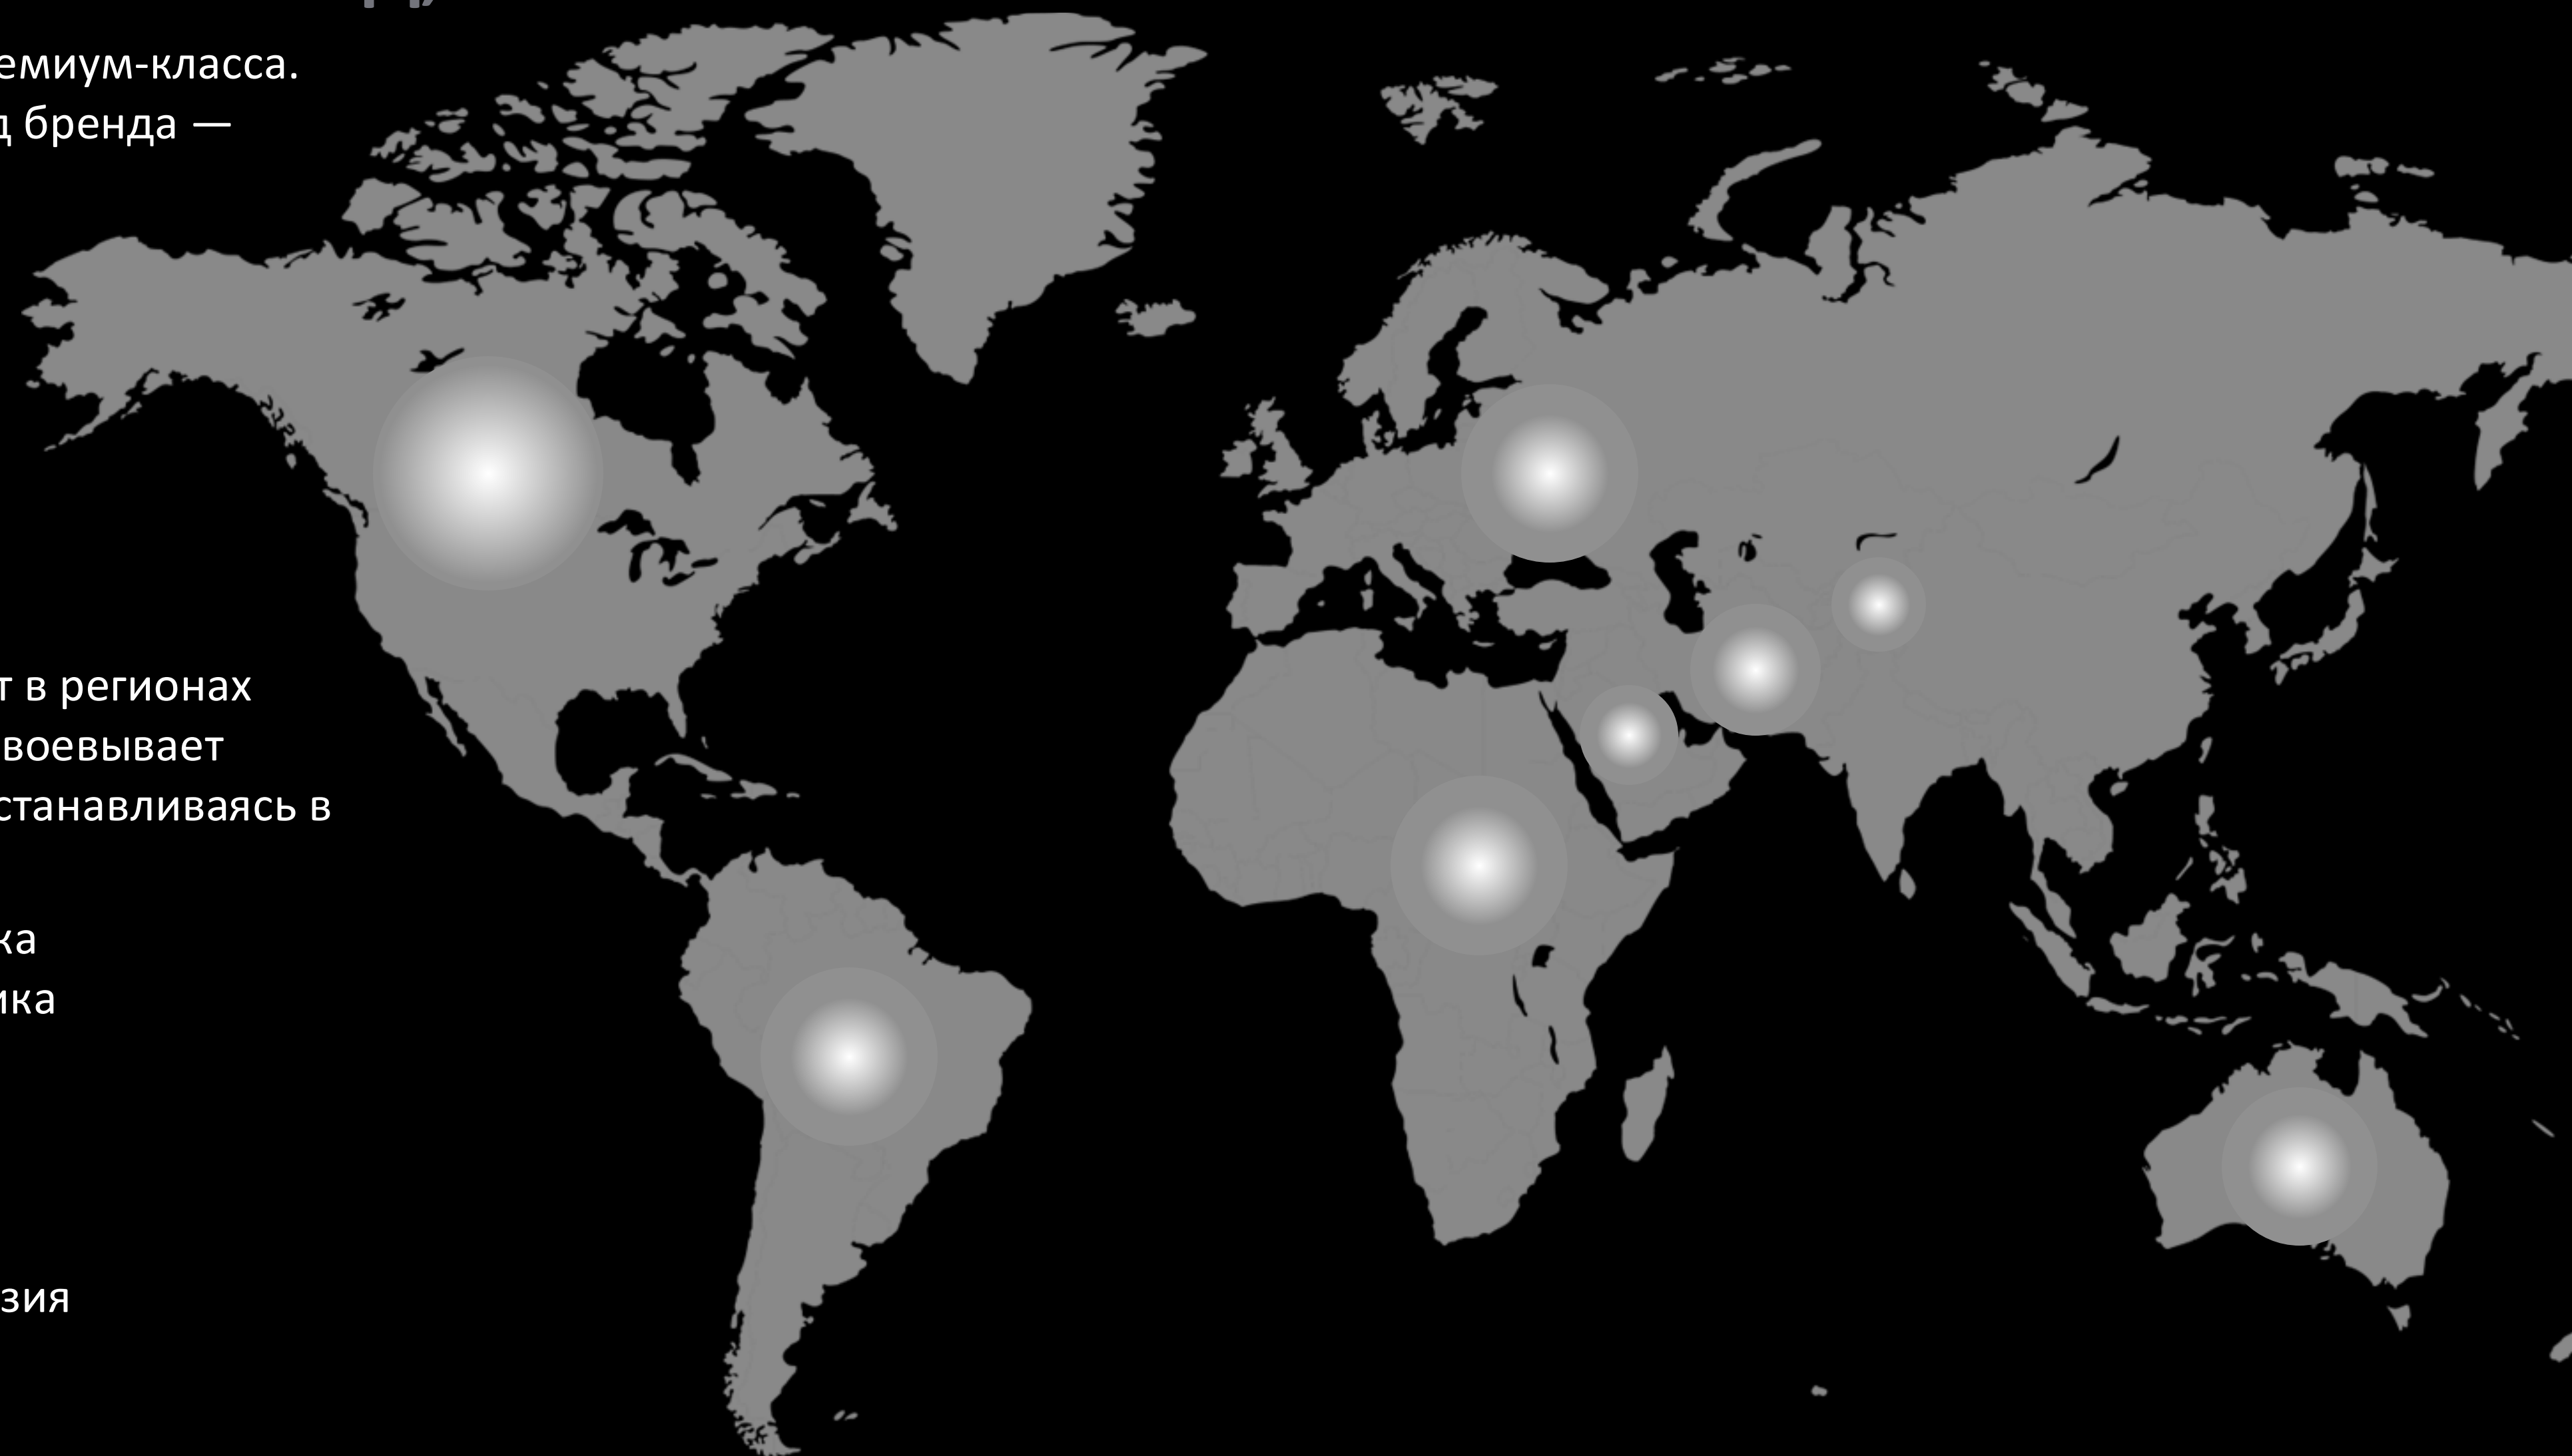 емиум-класса.
д бренда —
т в регионах
воевывает
станавливаясь в
ка
ика
зия